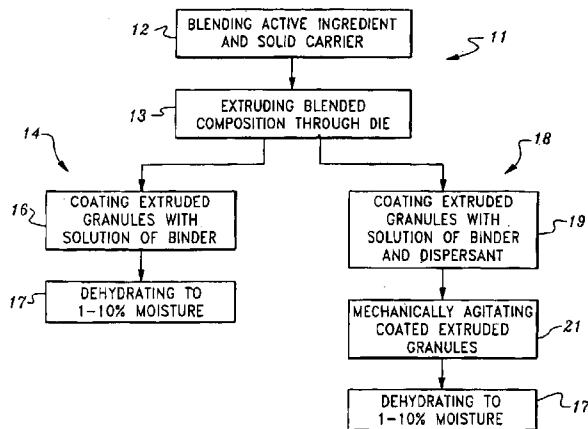 12
BLENDING ACTIVE INGREDIENT
AND SOLID CARRIER
11
13
EXTRUDING BLENDED
COMPOSITION THROUGH DIE
14
18
16
COATING EXTRUDED
GRANULES WITH
SOLUTION OF BINDER
COATING EXTRUDED
GRANULES WITH
SOLUTION OF BINDER
AND DISPERSANT
19
17
DEHYDRATING TO
1-10% MOISTURE
MECHANICALLY AGITATING
COATED EXTRUDED
GRANULES
21
DEHYDRATING TO
1-10% MOISTURE
17